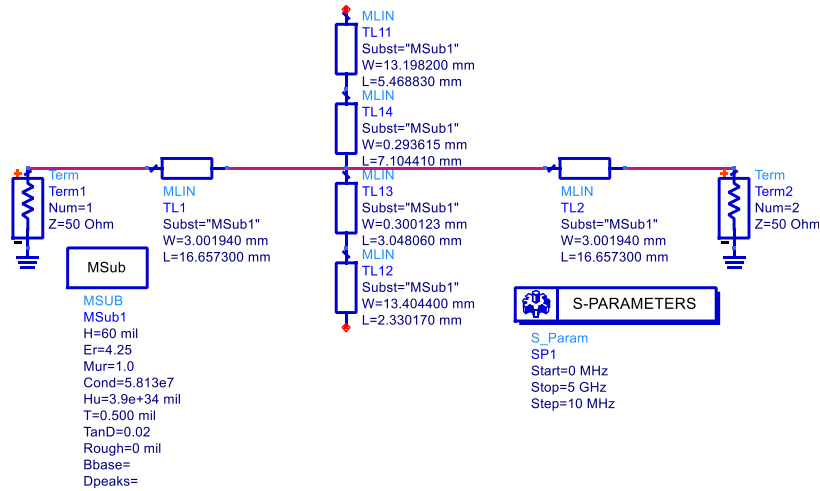 MLIN
TL11
Subst="MSub1"
W=13.198200 mm
L=5.468830 mm
MLIN
TL14
Subst="MSub1"
W=0.293615 mm
L=7.104410 mm
Term
Term1
Num=1
Z=50 Ohm
MLIN
TL1
Subst="MSub1"
W=3.001940 mm
L=16.657300 mm
MLIN
TL13
Subst="MSub1"
W=0.300123 mm
L=3.048060 mm
MLIN
TL2
Subst="MSub1"
W=3.001940 mm
L=16.657300 mm
Term
Term2
Num=2
Z=50 Ohm
MLIN
TL12
Subst="MSub1"
W=13.404400 mm
L=2.330170 mm
MSub
MSUB
MSub1
H=60 mil
Er=4.25
Mur=1.0
Cond=5.813e7
Hu=3.9e+34 mil
T=0.500 mil
TanD=0.02
Rough=0 mil
Bbase=
Dpeaks=
S-PARAMETERS
S_Param
SP1
Start=0 MHz
Stop=5 GHz
Step=10 MHz